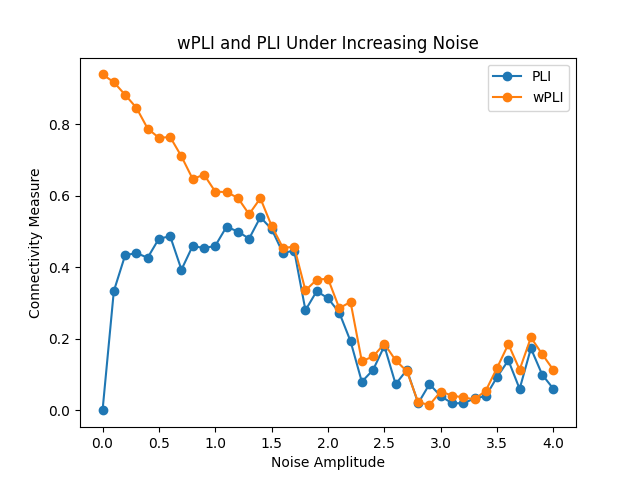 wPLI and PLI Under Increasing Noise
PLI
wPLI
Connectivity Measure
0.8
0.6
0.4
0.2
0.0
0.0 0.5 1.0 1.5 2.0 2.5 3.0 3.5 4.0
Noise Amplitude